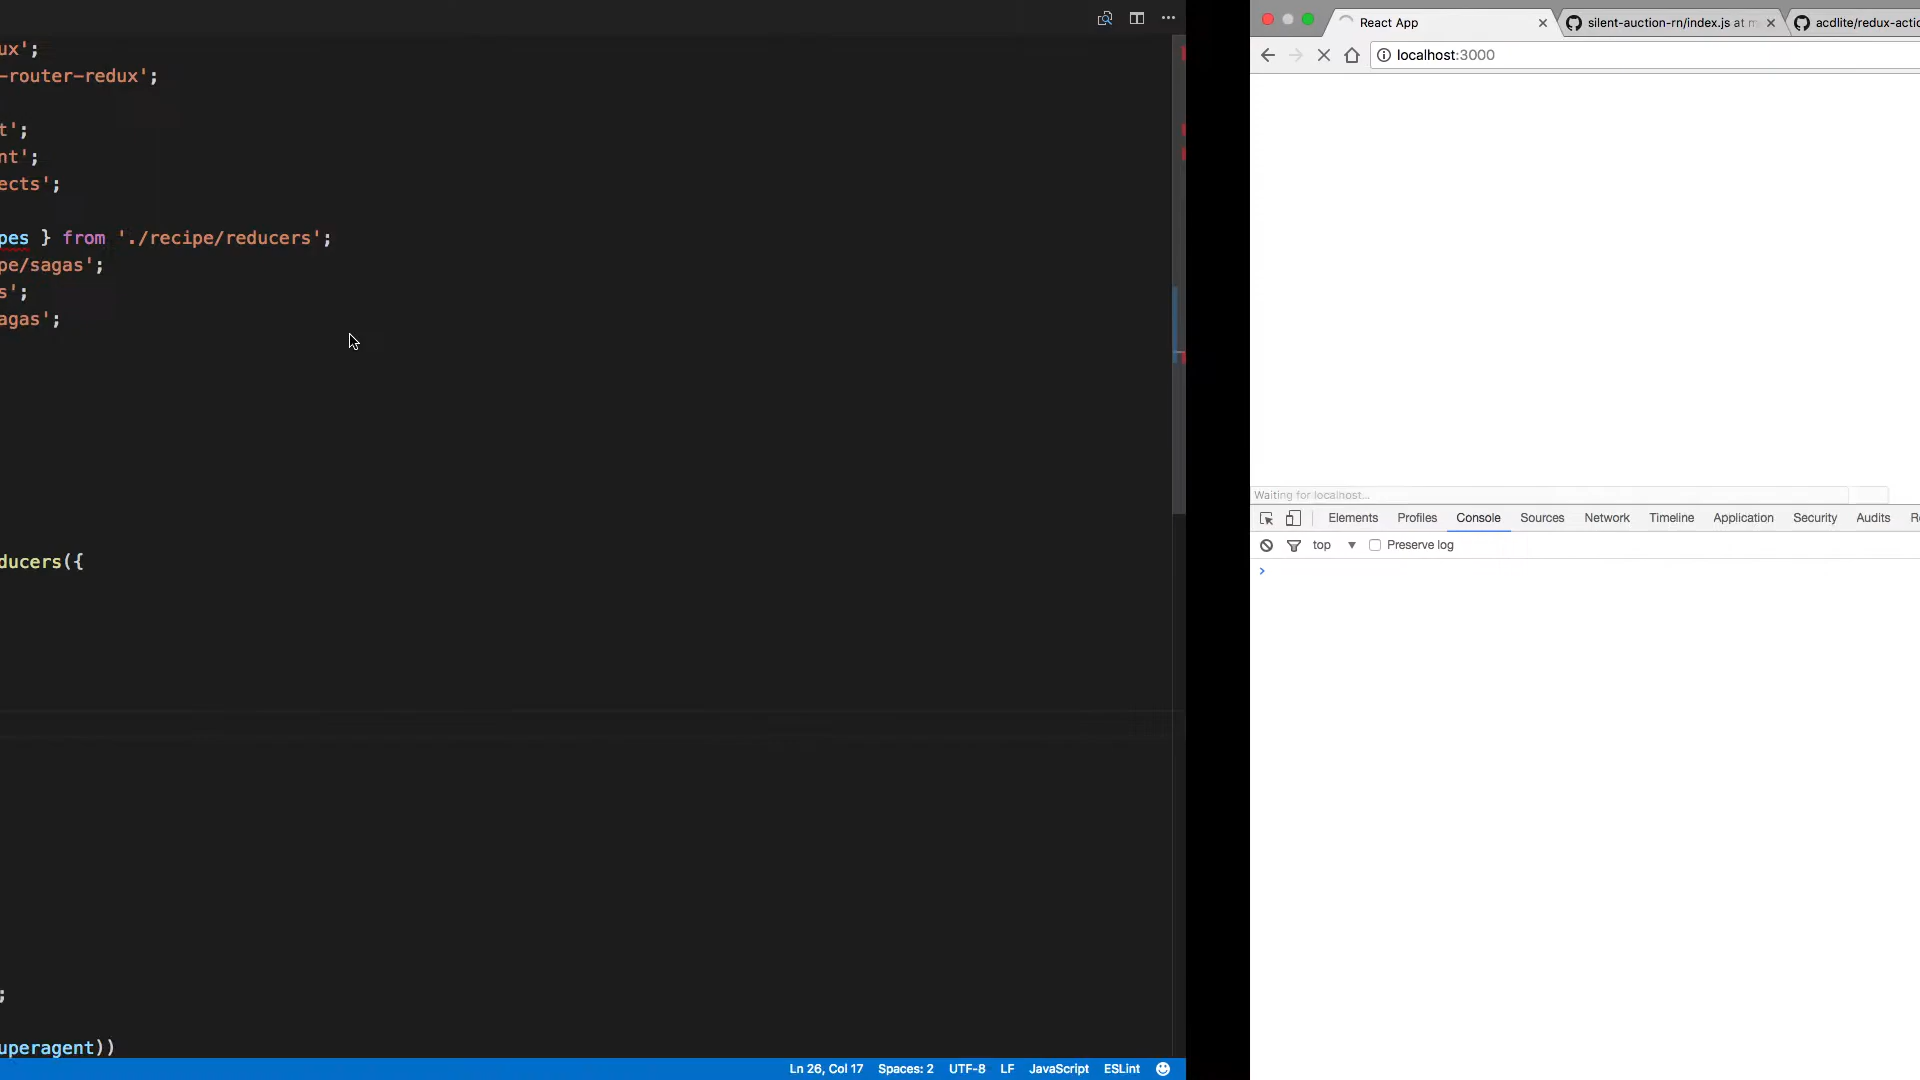 ux';
-router-redux';
t';
nt';
ects';
pes } from './recipe/reducers';
pe/sagas';
s';
agas';
ducers({
;
uperagent))
Ln 26, Col 17 Spaces: 2 UTF-8 LF JavaScript ESLint
React App
silent-auction-rn/index.js at m
acdlite/redux-actio
localhost:3000
Waiting for localhost...
Elements Profiles Console Sources Network Timeline Application Security Audits R
top Preserve log